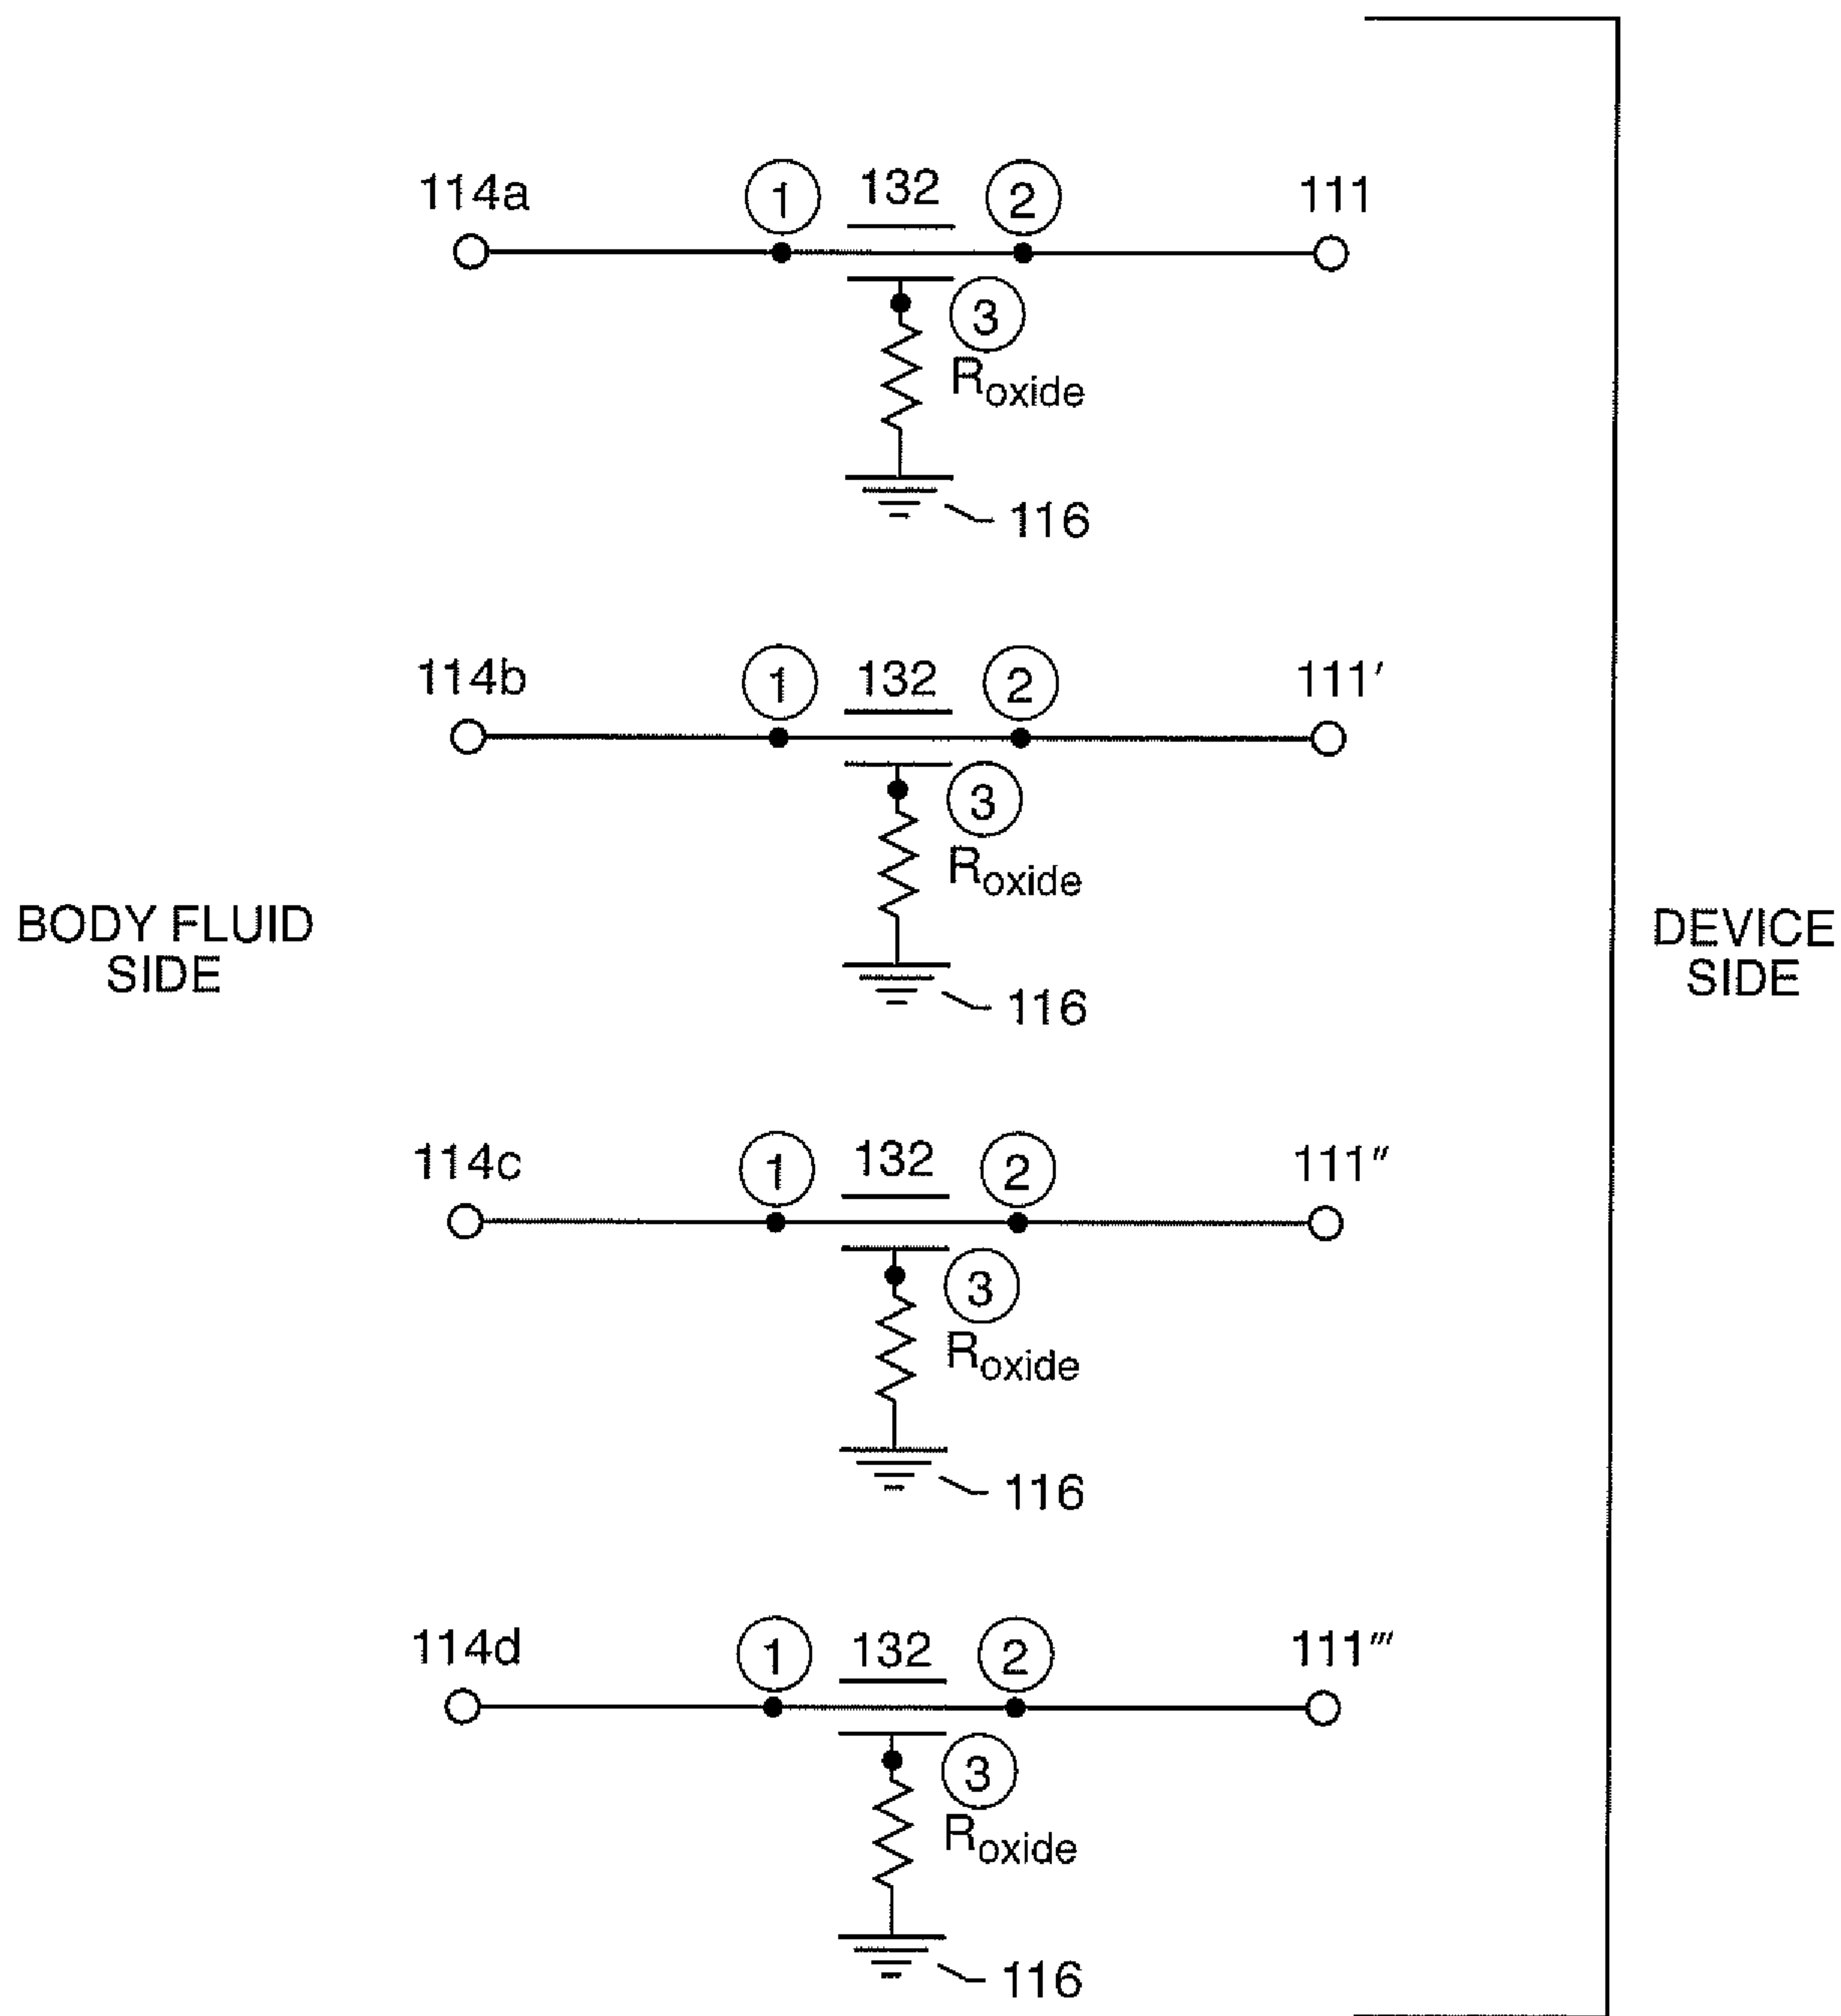 114a ① 132 ② 111
③
Roxide
116
114b ① 132 ② 111′
③
Roxide
116
BODY FLUID
SIDE
DEVICE
SIDE
114c ① 132 ② 111″
③
Roxide
116
114d ① 132 ② 111‴
③
Roxide
116